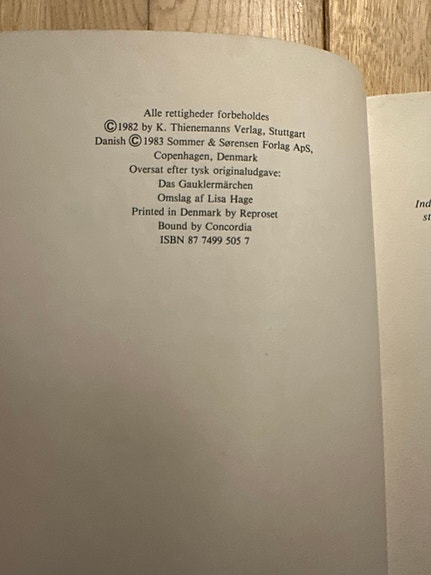 Alle rettigheder forbeholdes
©1982 by K. Thienemanns Verlag, Stuttgart
Danish ©1983 Sommer & Sørensen Forlag ApS,
Copenhagen, Denmark
Oversat efter tysk originaludgave:
Das Gauklermärchen
Omslag af Lisa Hage
Printed in Denmark by Reproset
Bound by Concordia
ISBN 87 7499 505 7
Ind
st